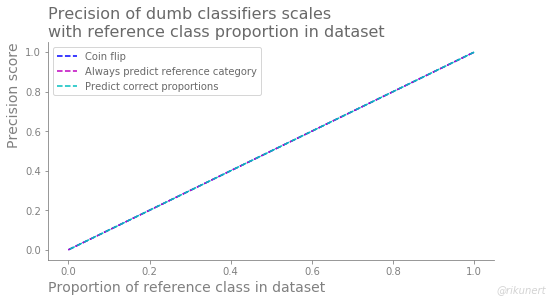 Precision of dumb classifiers scales
with reference class proportion in dataset
Precision score
1.0
0.8
0.6
0.4
0.2
0.0
Coin flip
Always predict reference category
Predict correct proportions
0.0 0.2 0.4 0.6 0.8 1.0
Proportion of reference class in dataset
@rikunert